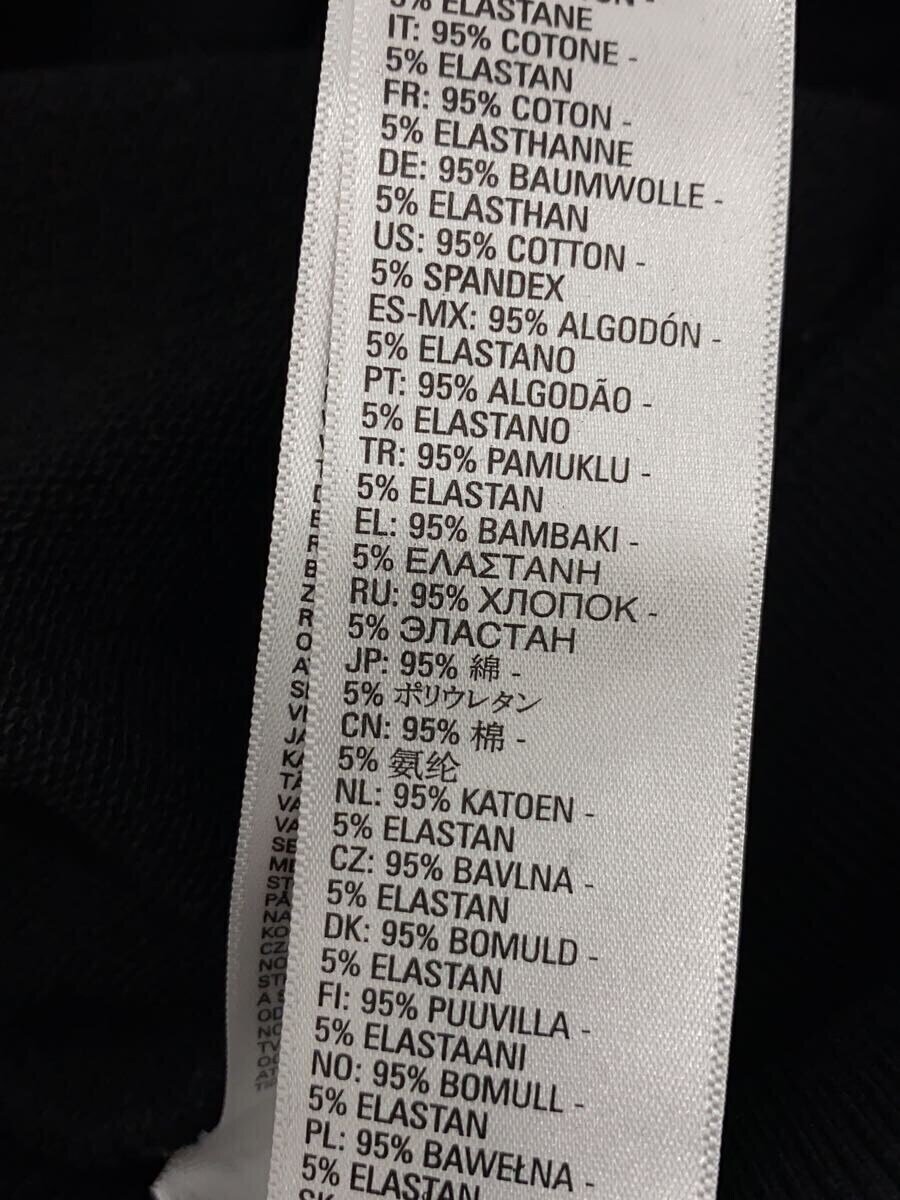 5% ELASTANE
IT: 95% COTONE -
5% ELASTAN
FR: 95% COTON -
5% ELASTHANNE
DE: 95% BAUMWOLLE -
5% ELASTHAN
US: 95% COTTON -
5% SPANDEX
ES-MX: 95% ALGODÓN -
5% ELASTANO
PT: 95% ALGODÃO -
5% ELASTANO
TR: 95% PAMUKLU -
5% ELASTAN
EL: 95% ΒΑΜΒΑΚΙ -
5% ΕΛΑΣΤΑΝΗ
RU: 95% ХЛОПОК -
5% ЭЛАСТАН
JP: 95% 綿 -
5% ポリウレタン
CN: 95% 棉 -
5% 氨纶
NL: 95% KATOEN -
5% ELASTAN
CZ: 95% BAVLNA -
5% ELASTAN
DK: 95% BOMULD -
5% ELASTAN
FI: 95% PUUVILLA -
5% ELASTAANI
NO: 95% BOMULL -
5% ELASTAN
PL: 95% BAWEŁNA -
5% ELASTAN